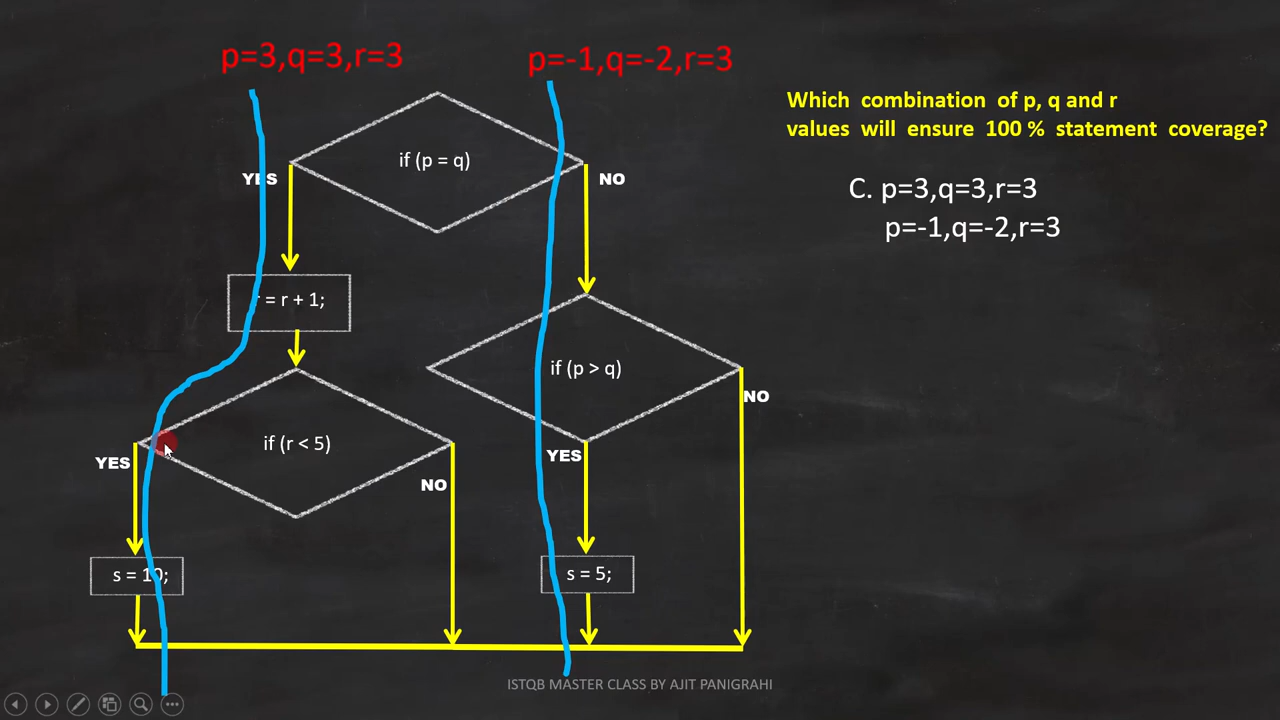 p=3,q=3,r=3
p=-1,q=-2,r=3
Which combination of p, q and r
values will ensure 100 % statement coverage?
C. p=3,q=3,r=3
p=-1,q=-2,r=3
if (p = q)
YES
NO
r = r + 1;
if (p > q)
NO
if (r < 5)
YES
YES
NO
s = 10;
s = 5;
ISTQB MASTER CLASS BY AJIT PANIGRAHI